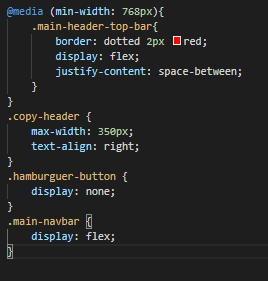 @media (min-width: 768px){
.main-header-top-bar{
border: dotted 2px red;
display: flex;
justify-content: space-between;
}
}
.copy-header {
max-width: 350px;
text-align: right;
}
.hamburguer-button {
display: none;
}
.main-navbar {
display: flex;
}